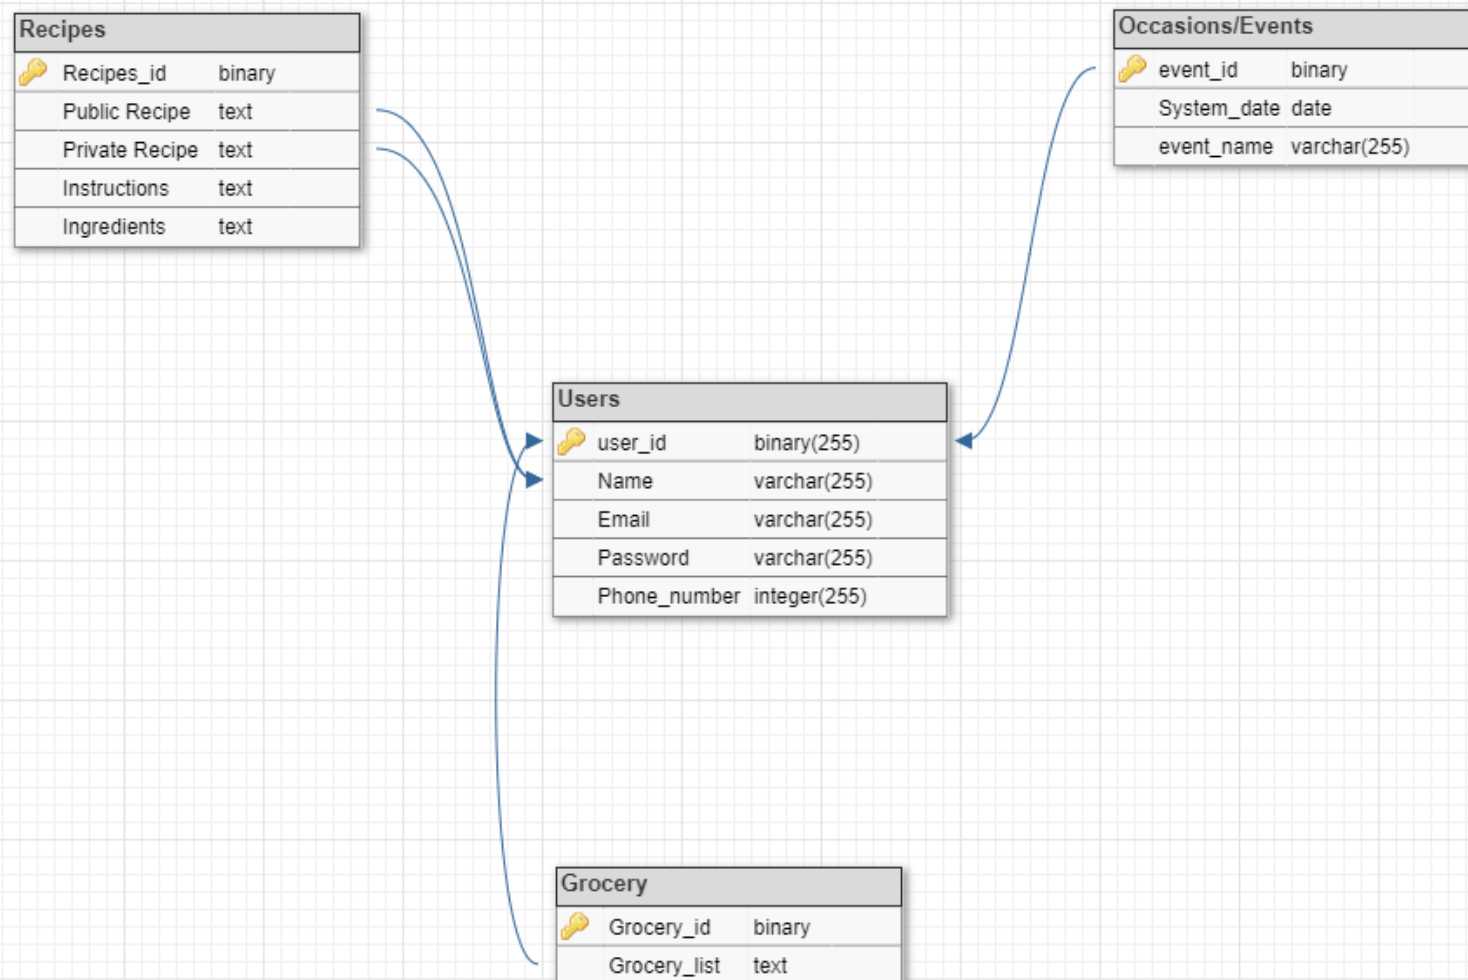 Recipes
Recipes_id binary
Public Recipe text
Private Recipe text
Instructions text
Ingredients text
Occasions/Events
event_id binary
System_date date
event_name varchar(255)
Users
user_id binary(255)
Name varchar(255)
Email varchar(255)
Password varchar(255)
Phone_number integer(255)
Grocery
Grocery_id binary
Grocery_list text